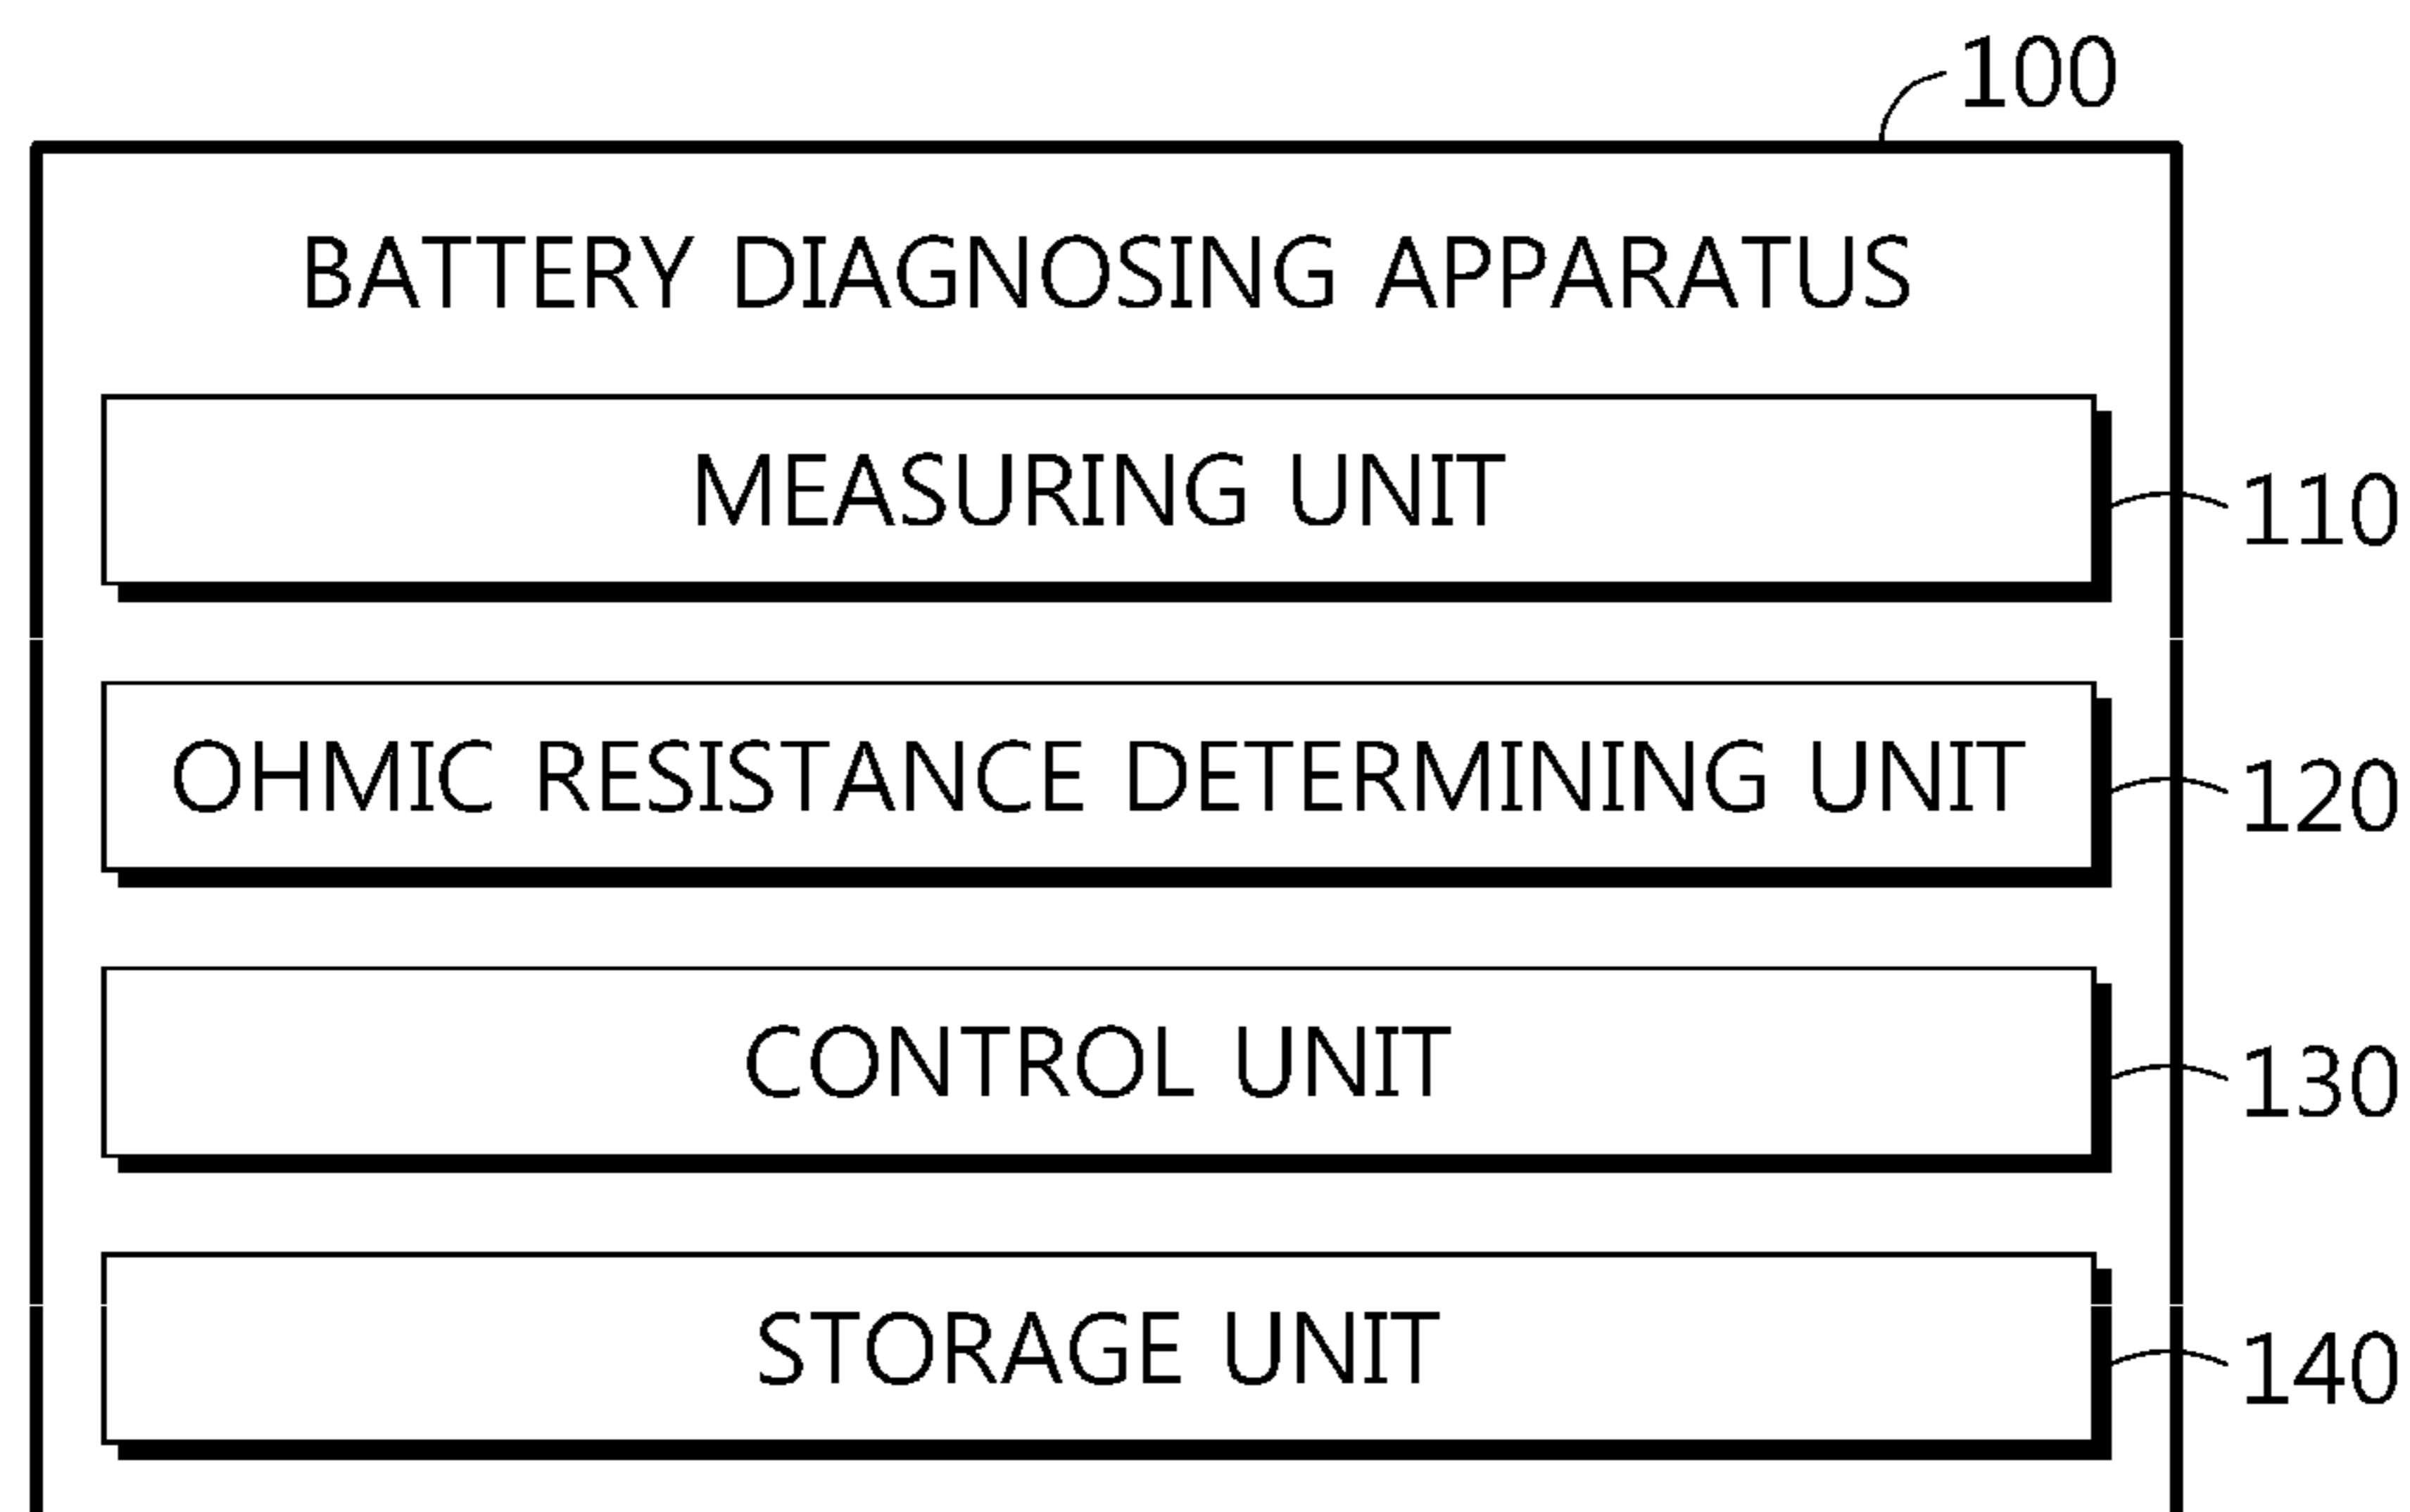 100
BATTERY DIAGNOSING APPARATUS
MEASURING UNIT
110
OHMIC RESISTANCE DETERMINING UNIT
120
CONTROL UNIT
130
STORAGE UNIT
140